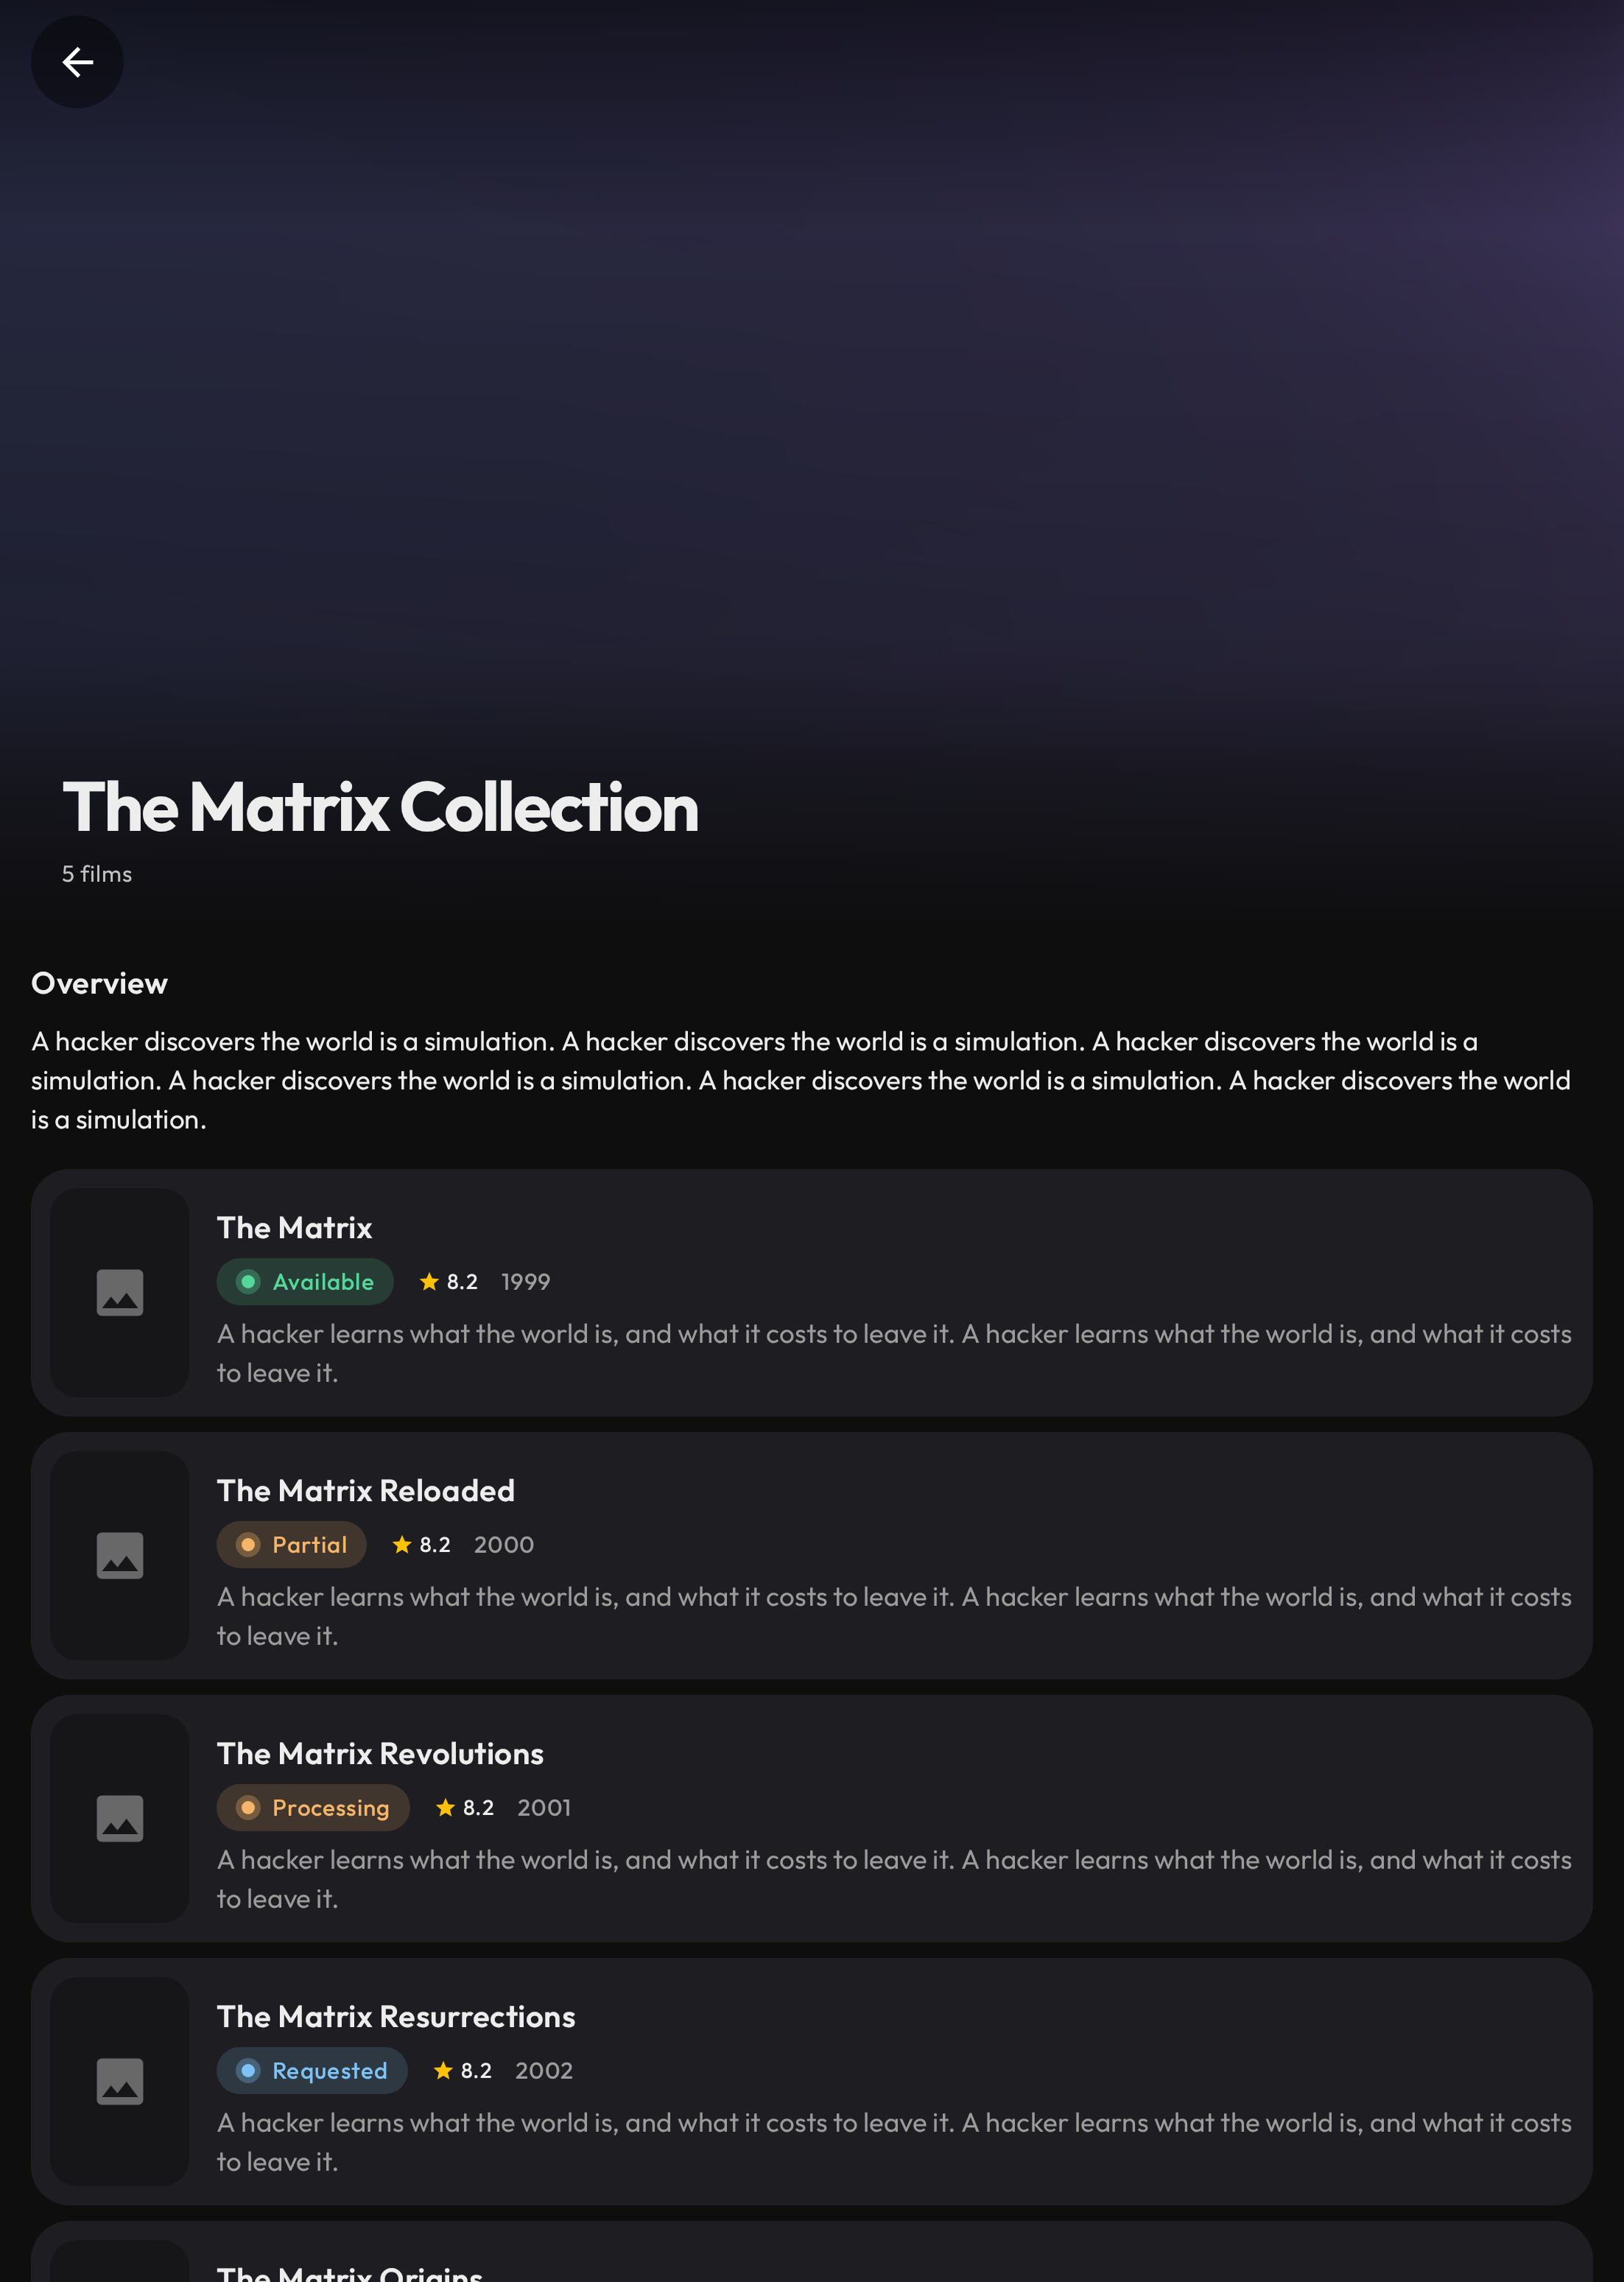 The Matrix Collection
5 films
Overview
A hacker discovers the world is a simulation. A hacker discovers the world is a simulation. A hacker discovers the world is a
simulation. A hacker discovers the world is a simulation. A hacker discovers the world is a simulation. A hacker discovers the world
is a simulation.
The Matrix
Available 8.2 1999
A hacker learns what the world is, and what it costs to leave it. A hacker learns what the world is, and what it costs
to leave it.
The Matrix Reloaded
Partial 8.2 2000
A hacker learns what the world is, and what it costs to leave it. A hacker learns what the world is, and what it costs
to leave it.
The Matrix Revolutions
Processing 8.2 2001
A hacker learns what the world is, and what it costs to leave it. A hacker learns what the world is, and what it costs
to leave it.
The Matrix Resurrections
Requested 8.2 2002
A hacker learns what the world is, and what it costs to leave it. A hacker learns what the world is, and what it costs
to leave it.
The Matrix Origins